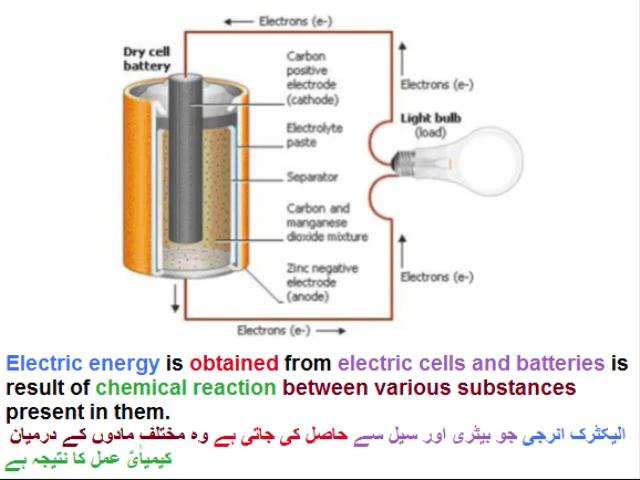 Electrons (e-)
Dry cell
battery
Carbon
positive
electrode
(cathode)
Electrons (e-)
Light bulb
(load)
Electrolyte
paste
Separator
Carbon and
manganese
dioxide mixture
Zinc negative
electrode
(anode)
Electrons (e-)
Electrons (e-)
Electric energy is obtained from electric cells and batteries is
result of chemical reaction between various substances
present in them.
الیکٹرک انرجی جو بیٹری اور سیل سے حاصل کی جاتی ہے وہ مختلف مادوں کے درمیان
کیمیائ عمل کا نتیجہ ہے